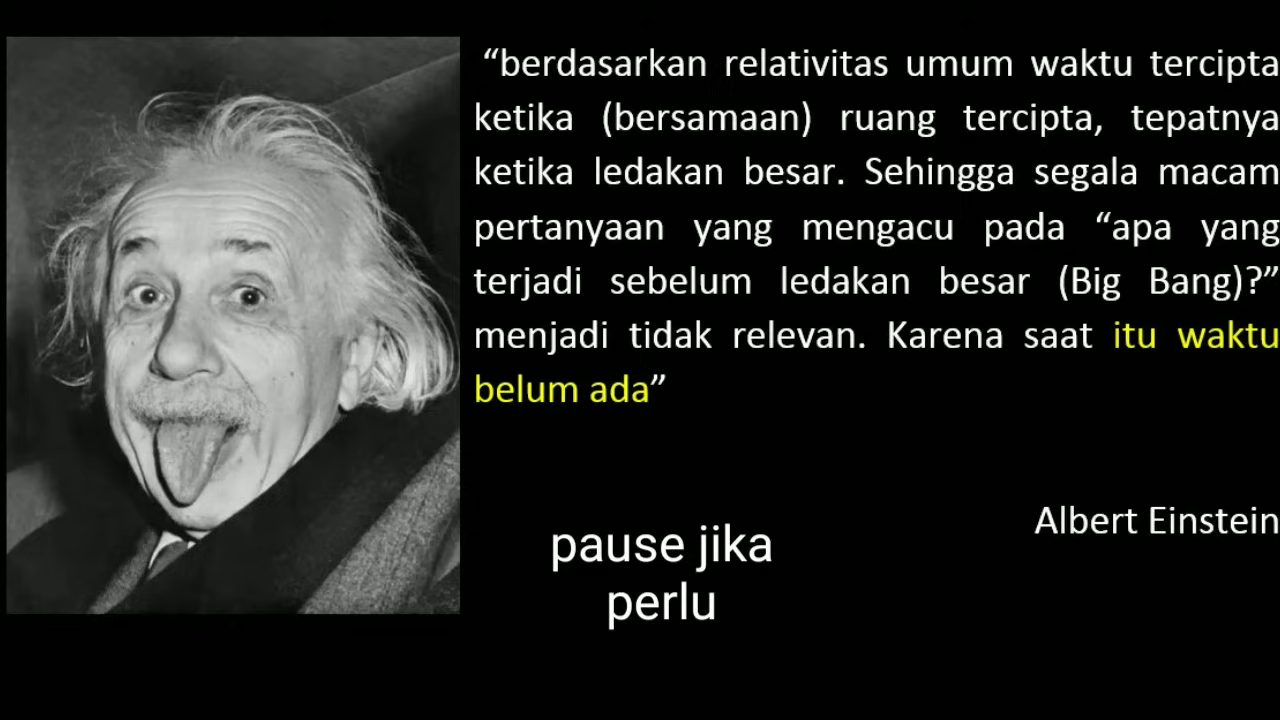 “berdasarkan relativitas umum waktu tercipta
ketika (bersamaan) ruang tercipta, tepatnya
ketika ledakan besar. Sehingga segala macam
pertanyaan yang mengacu pada “apa yang
terjadi sebelum ledakan besar (Big Bang)?”
menjadi tidak relevan. Karena saat itu waktu
belum ada”
Albert Einstein
pause jika
perlu